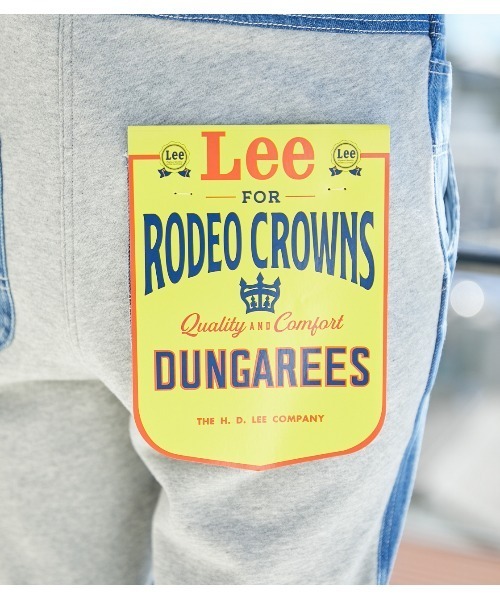 Lee
Lee
Lee
FOR
RODEO CROWNS
Quality AND Comfort
DUNGAREES
THE H. D. LEE COMPANY